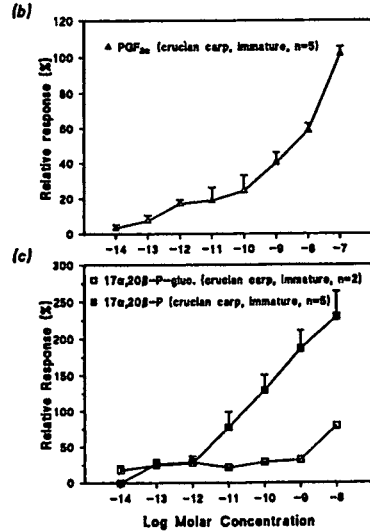 (b)
120
100
80
60
40
20
0
Relative response (%)
PGF2α (crucian carp, immature, n=5)
-14 -13 -12 -11 -10 -9 -8 -7
(c)
300
250
200
150
100
50
0
Relative Response (%)
17α,20β-P-gluc. (crucian carp, immature, n=2)
17α,20β-P (crucian carp, immature, n=5)
-14 -13 -12 -11 -10 -9 -8
Log Molar Concentration